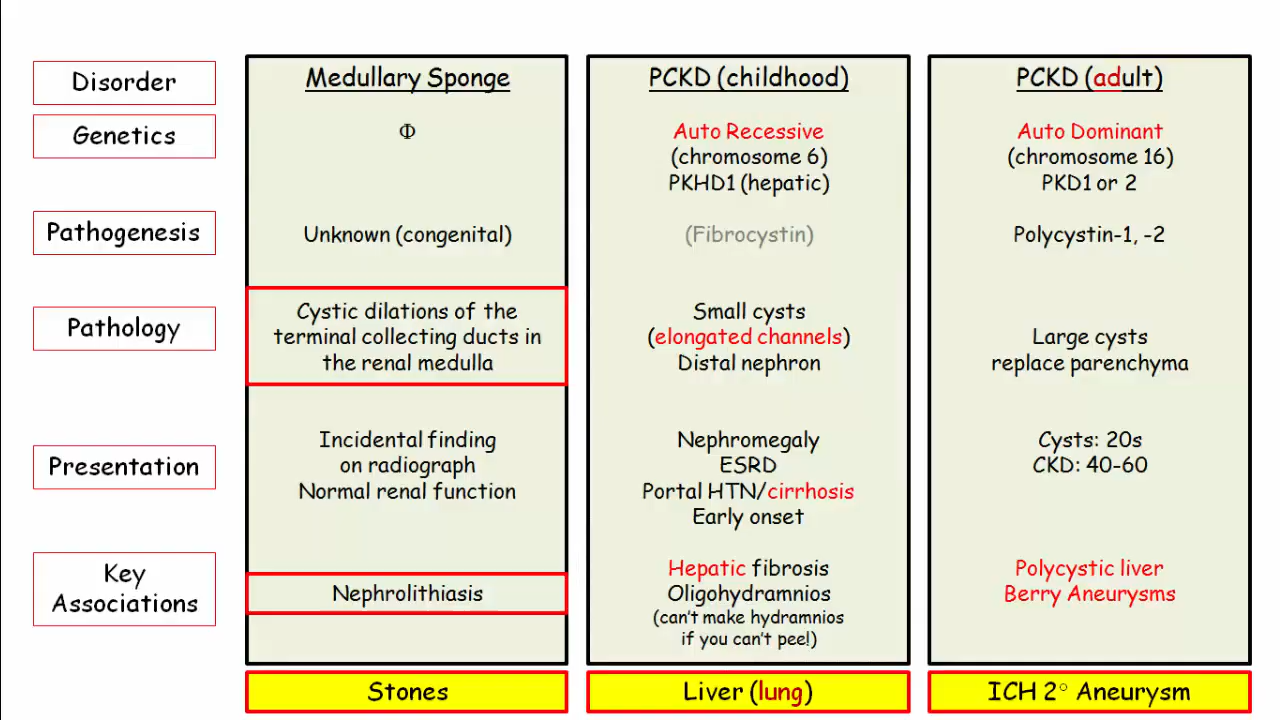 Disorder
Medullary Sponge
PCKD (childhood)
PCKD (adult)
Genetics
Φ
Auto Recessive
(chromosome 6)
PKHD1 (hepatic)
Auto Dominant
(chromosome 16)
PKD1 or 2
Pathogenesis
Unknown (congenital)
(Fibrocystin)
Polycystin-1, -2
Pathology
Cystic dilations of the
terminal collecting ducts in
the renal medulla
Small cysts
(elongated channels)
Distal nephron
Large cysts
replace parenchyma
Presentation
Incidental finding
on radiograph
Normal renal function
Nephromegaly
ESRD
Portal HTN/cirrhosis
Early onset
Cysts: 20s
CKD: 40-60
Key
Associations
Nephrolithiasis
Hepatic fibrosis
Oligohydramnios
(can't make hydramnios
if you can't pee!)
Polycystic liver
Berry Aneurysms
Stones
Liver (lung)
ICH 2° Aneurysm